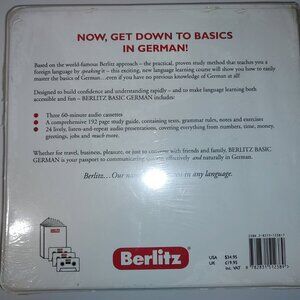 NOW, GET DOWN TO BASICS
IN GERMAN!
Based on the world-famous Berlitz approach – the practical, proven study method that teaches you a
foreign language by speaking it – this exciting, new language learning course will show you how to easily
master the basics of German. . .even if you have no previous knowledge of German at all!
Designed to build confidence and understanding rapidly – and to make language learning both
accessible and fun – BERLITZ BASIC GERMAN includes:
• Three 60-minute audio cassettes
• A comprehensive 192 page study guide, containing texts, grammar rules, notes and exercises
• 24 lively, listen-and-repeat audio presentations, covering everything from numbers, time, money,
greetings, jobs and much more.
Whether for travel, business, pleasure, or just to converse with friends and family, BERLITZ BASIC
GERMAN is your passport to communicating quickly, effectively and naturally in German.
Berlitz...Our name in any language.
Berlitz
USA $34.95
UK £19.95
Inc. VAT